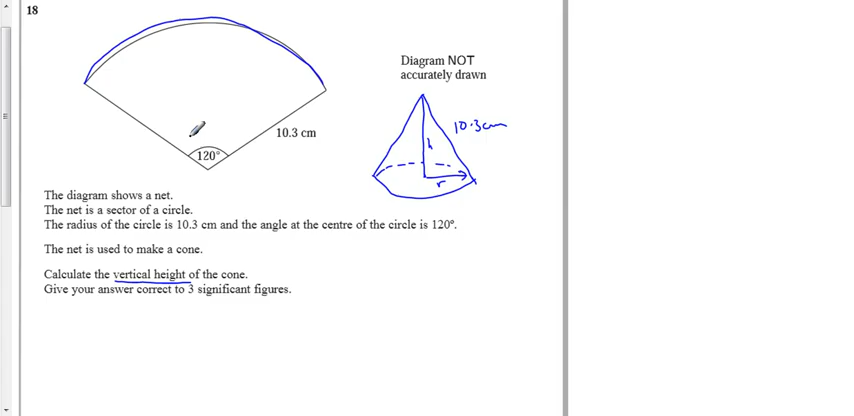 18
Diagram NOT
accurately drawn
10.3 cm
10.3 cm
120°
h
r
The diagram shows a net.
The net is a sector of a circle.
The radius of the circle is 10.3 cm and the angle at the centre of the circle is 120º.
The net is used to make a cone.
Calculate the vertical height of the cone.
Give your answer correct to 3 significant figures.